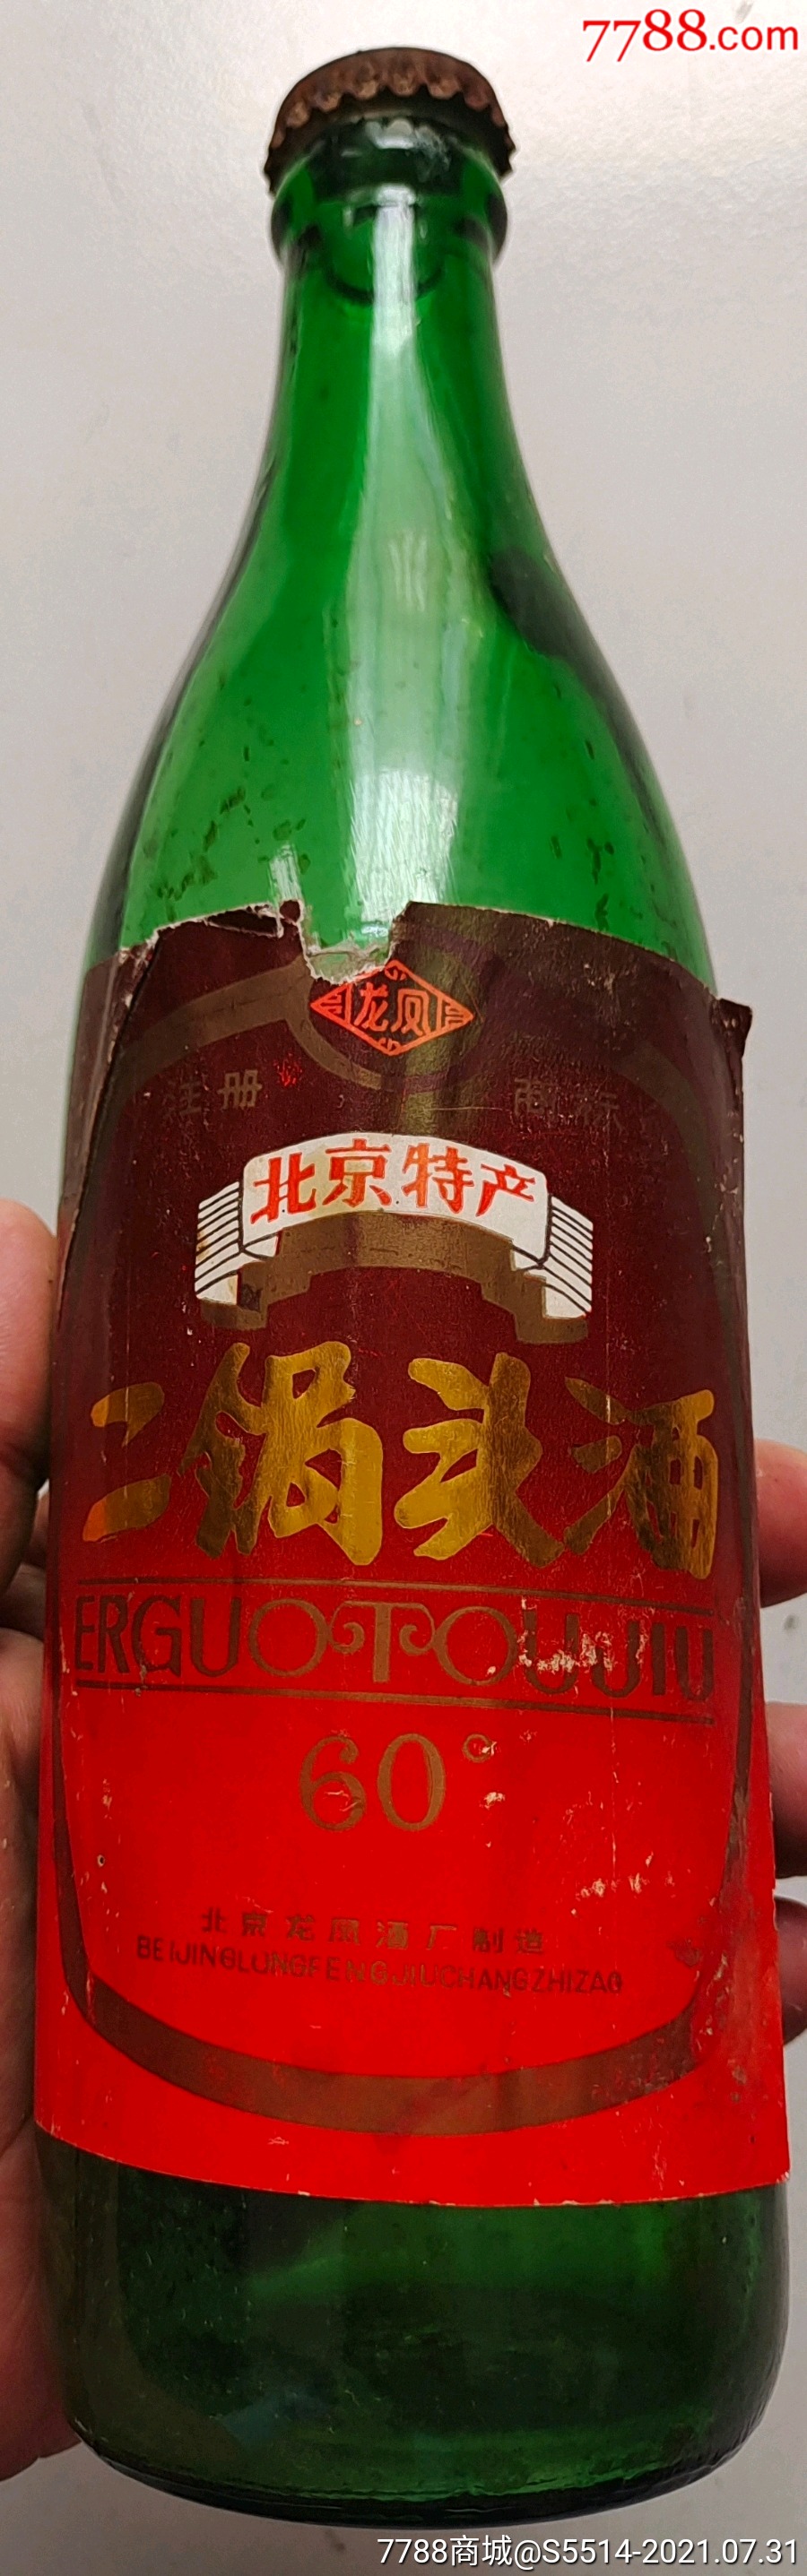 7788.com
龙凤
注册 商标
北京特产
二锅头酒
ERGUOTOUJIU
60°
北京龙凤酒厂制造
BEIJINGLUNGFENGJIUCHANGZHIZAO
7788商城@S5514-2021.07.31